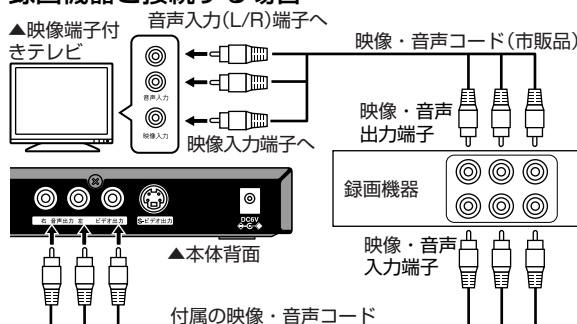 録画機器と接続する場合
▲映像端子付
きテレビ
音声入力(L/R)端子へ
音声入力
映像入力
映像入力端子へ
映像・音声コード(市販品)
映像・音声
出力端子
録画機器
映像・音声
入力端子
右 音声出力 左 ビデオ出力 S-ビデオ出力
DC6V
▲本体背面
付属の映像・音声コード